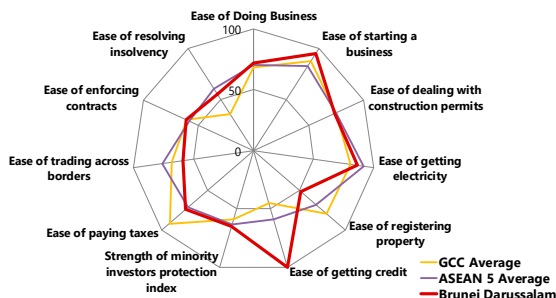 Ease of Doing Business
100
Ease of resolving
insolvency
Ease of starting a
business
Ease of enforcing
contracts
50
Ease of dealing with
construction permits
0
Ease of trading across
borders
Ease of getting
electricity
Ease of paying taxes
Ease of registering
property
Strength of minority
investors protection
index
Ease of getting credit
GCC Average
ASEAN 5 Average
Brunei Darussalam